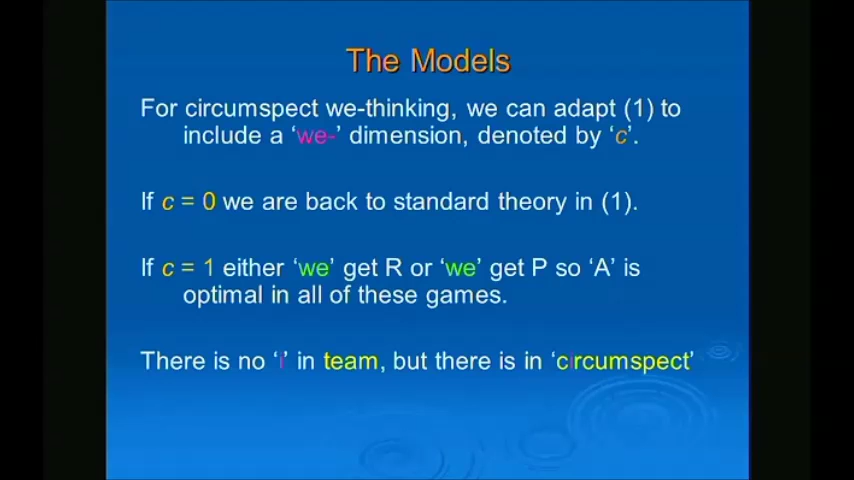 The Models
For circumspect we-thinking, we can adapt (1) to
include a ‘we-’ dimension, denoted by ‘c’.
If c = 0 we are back to standard theory in (1).
If c = 1 either ‘we’ get R or ‘we’ get P so ‘A’ is
optimal in all of these games.
There is no ‘i’ in team, but there is in ‘circumspect’